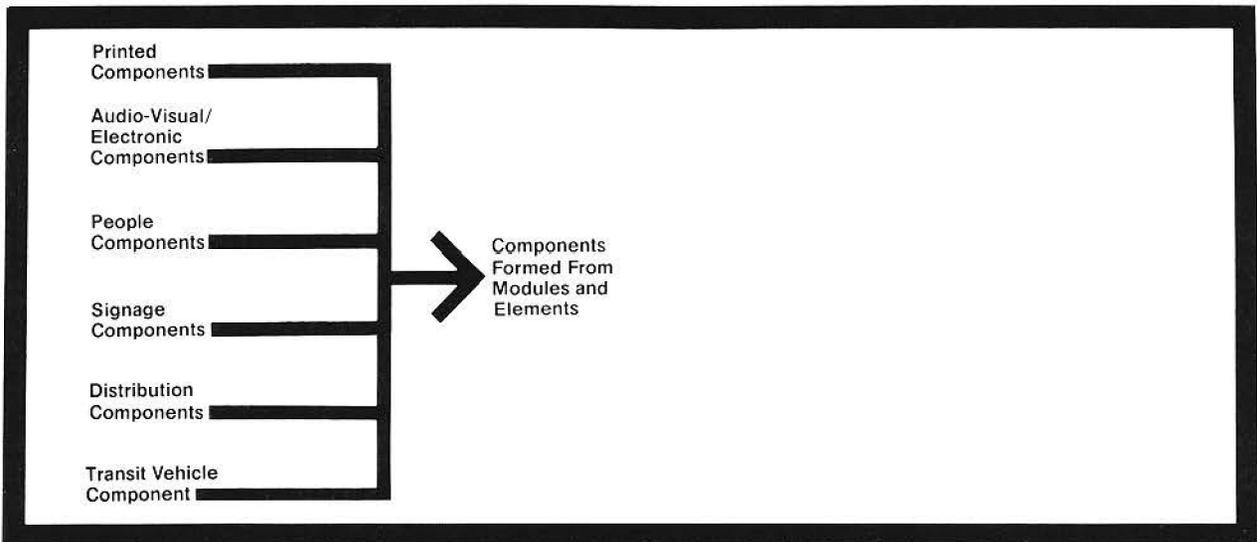 Printed
Components
Audio-Visual/
Electronic
Components
People
Components
Signage
Components
Distribution
Components
Transit Vehicle
Component
Components
Formed From
Modules and
Elements